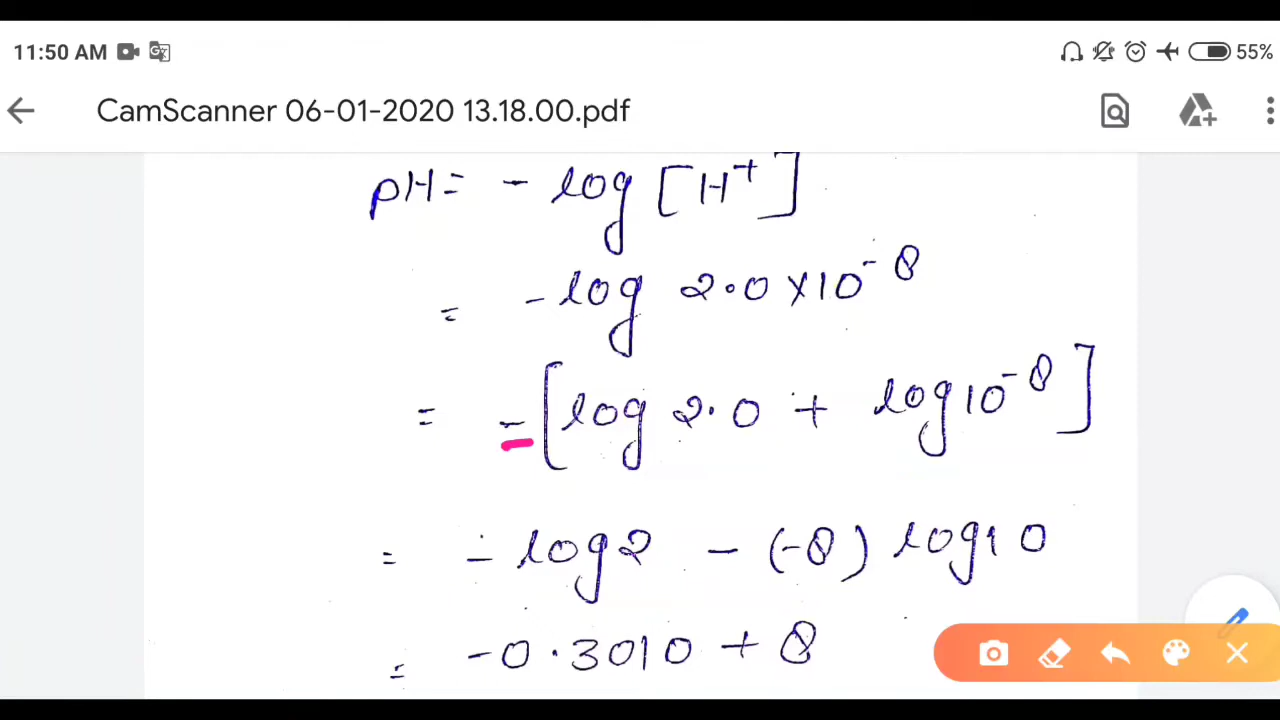 11:50 AM 55%
CamScanner 06-01-2020 13.18.00.pdf
pH = - log [H⁺]
= - log 2.0 × 10⁻⁸
= - [log 2.0 + log 10⁻⁸]
= - log 2 - (-8) log 10
= - 0.3010 + 8